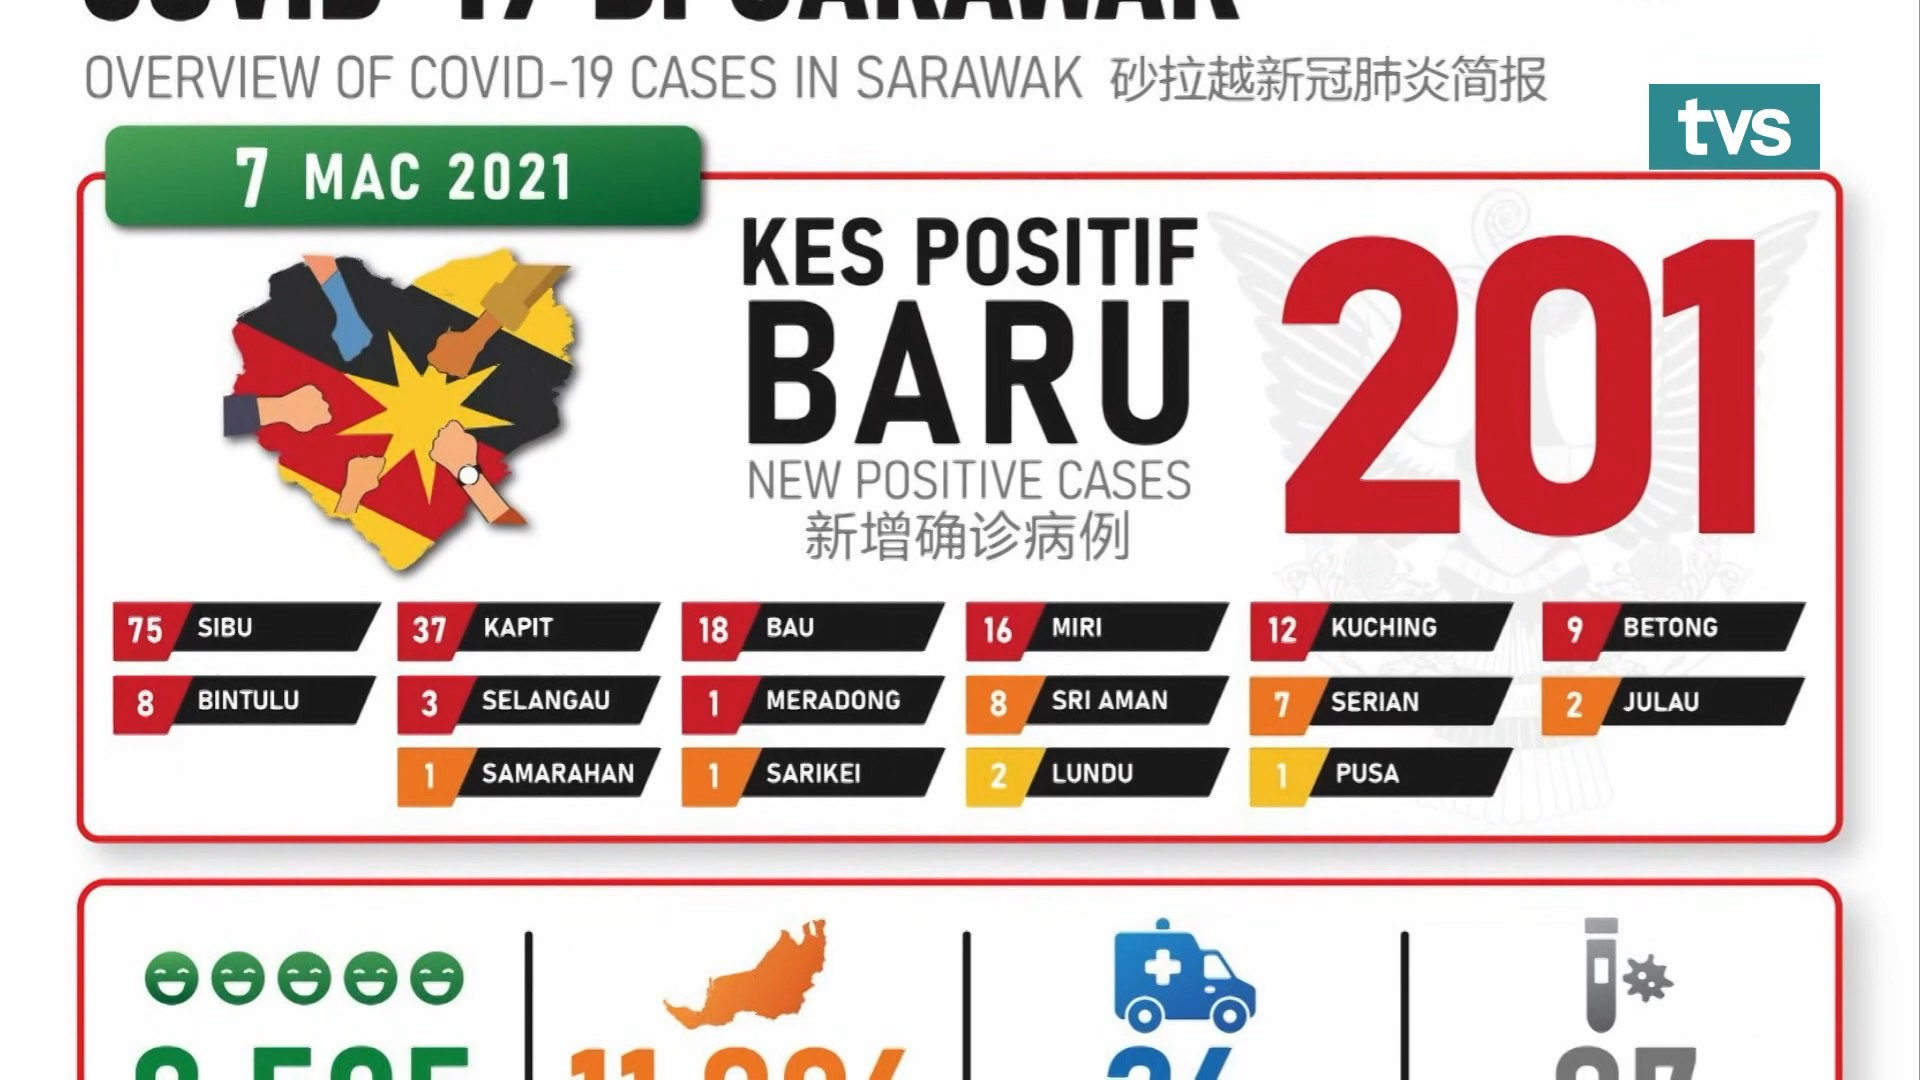 COVID-19 DI SARAWAK
OVERVIEW OF COVID-19 CASES IN SARAWAK 砂拉越新冠肺炎简报
tvs
7 MAC 2021
KES POSITIF
BARU
NEW POSITIVE CASES
新增确诊病例
201
75 SIBU
37 KAPIT
18 BAU
16 MIRI
12 KUCHING
9 BETONG
8 BINTULU
3 SELANGAU
1 MERADONG
8 SRI AMAN
7 SERIAN
2 JULAU
1 SAMARAHAN
1 SARIKEI
2 LUNDU
1 PUSA